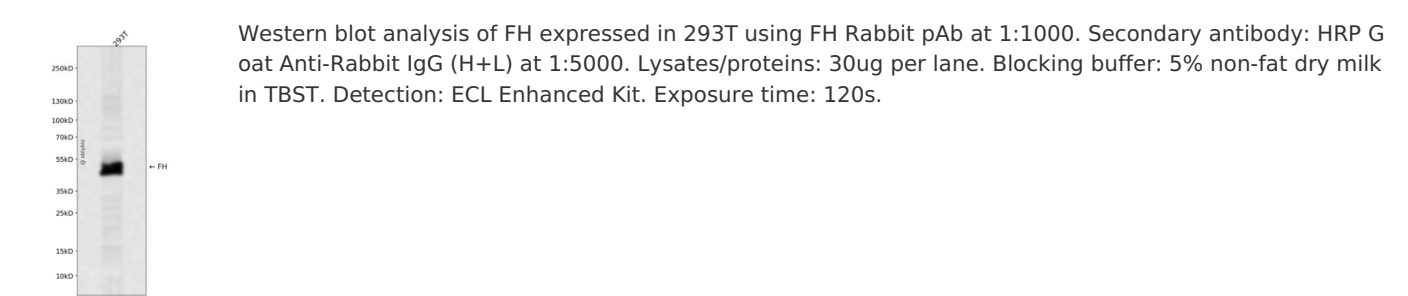 293T
250kD
130kD
100kD
70kD
55kD
35kD
25kD
15kD
10kD
← FH
Western blot analysis of FH expressed in 293T using FH Rabbit pAb at 1:1000. Secondary antibody: HRP G
oat Anti-Rabbit IgG (H+L) at 1:5000. Lysates/proteins: 30ug per lane. Blocking buffer: 5% non-fat dry milk
in TBST. Detection: ECL Enhanced Kit. Exposure time: 120s.